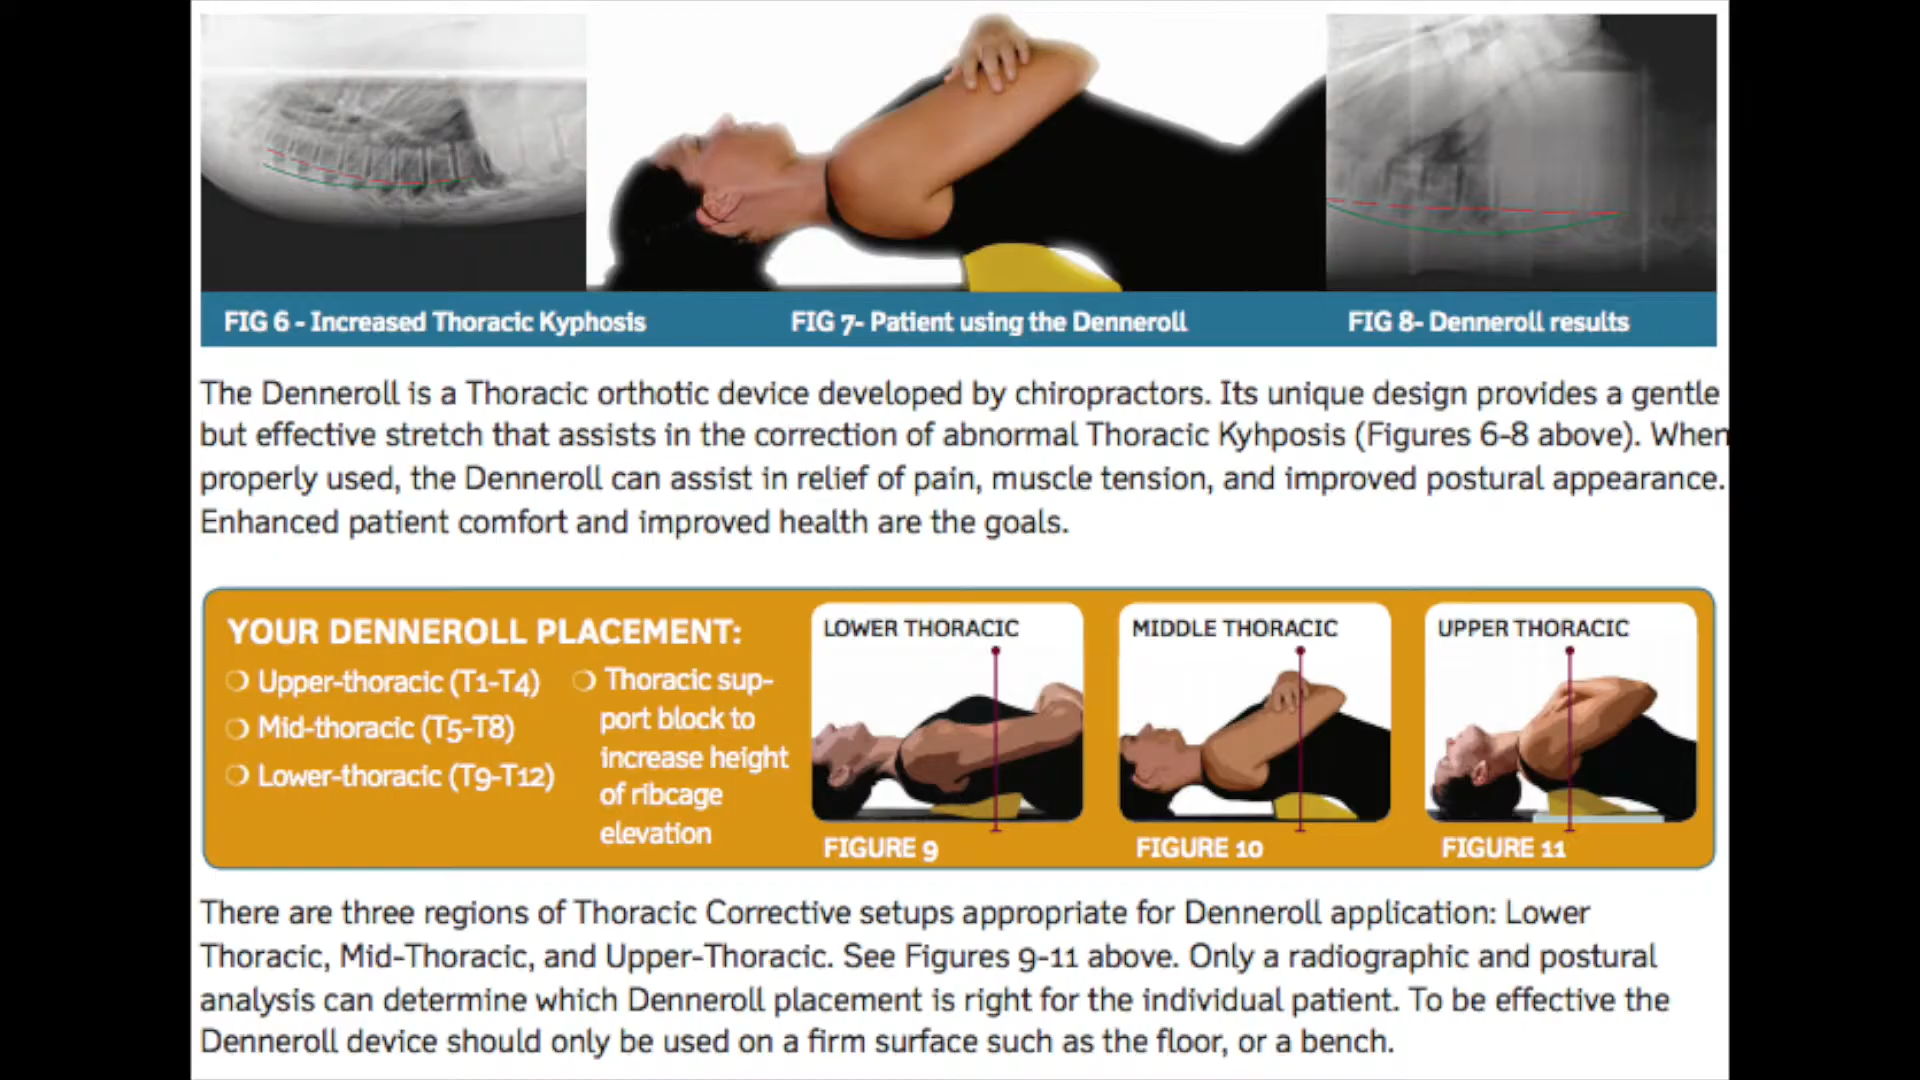 FIG 6 - Increased Thoracic Kyphosis
FIG 7- Patient using the Denneroll
FIG 8- Denneroll results
The Denneroll is a Thoracic orthotic device developed by chiropractors. Its unique design provides a gentle
but effective stretch that assists in the correction of abnormal Thoracic Kyhposis (Figures 6-8 above). When
properly used, the Denneroll can assist in relief of pain, muscle tension, and improved postural appearance.
Enhanced patient comfort and improved health are the goals.
YOUR DENNEROLL PLACEMENT:
Upper-thoracic (T1-T4)
Mid-thoracic (T5-T8)
Lower-thoracic (T9-T12)
Thoracic sup-
port block to
increase height
of ribcage
elevation
LOWER THORACIC
FIGURE 9
MIDDLE THORACIC
FIGURE 10
UPPER THORACIC
FIGURE 11
There are three regions of Thoracic Corrective setups appropriate for Denneroll application: Lower
Thoracic, Mid-Thoracic, and Upper-Thoracic. See Figures 9-11 above. Only a radiographic and postural
analysis can determine which Denneroll placement is right for the individual patient. To be effective the
Denneroll device should only be used on a firm surface such as the floor, or a bench.